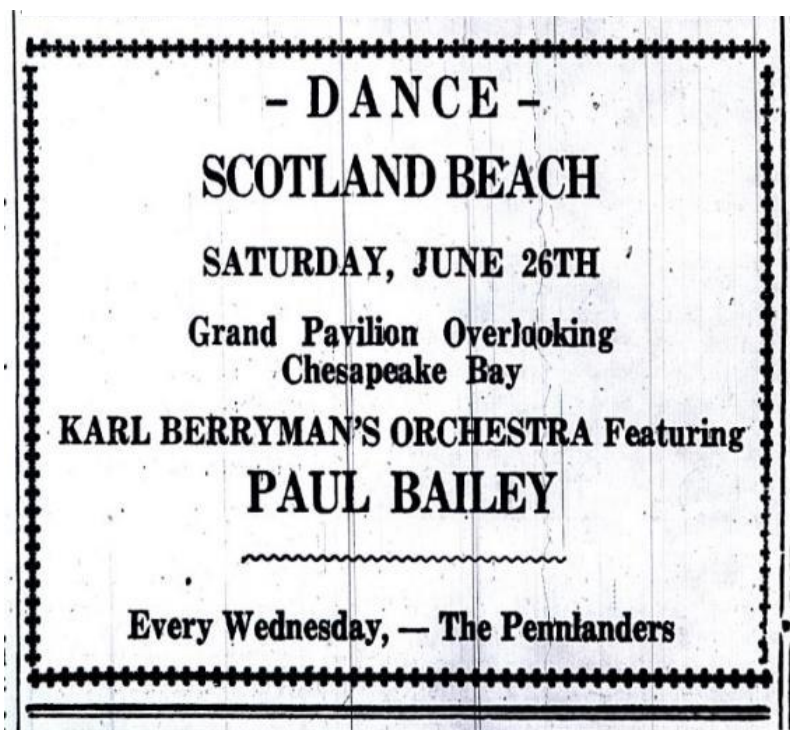 - DANCE -
SCOTLAND BEACH
SATURDAY, JUNE 26TH
Grand Pavilion Overlooking
Chesapeake Bay
KARL BERRYMAN'S ORCHESTRA Featuring
PAUL BAILEY
Every Wednesday, — The Pennlanders